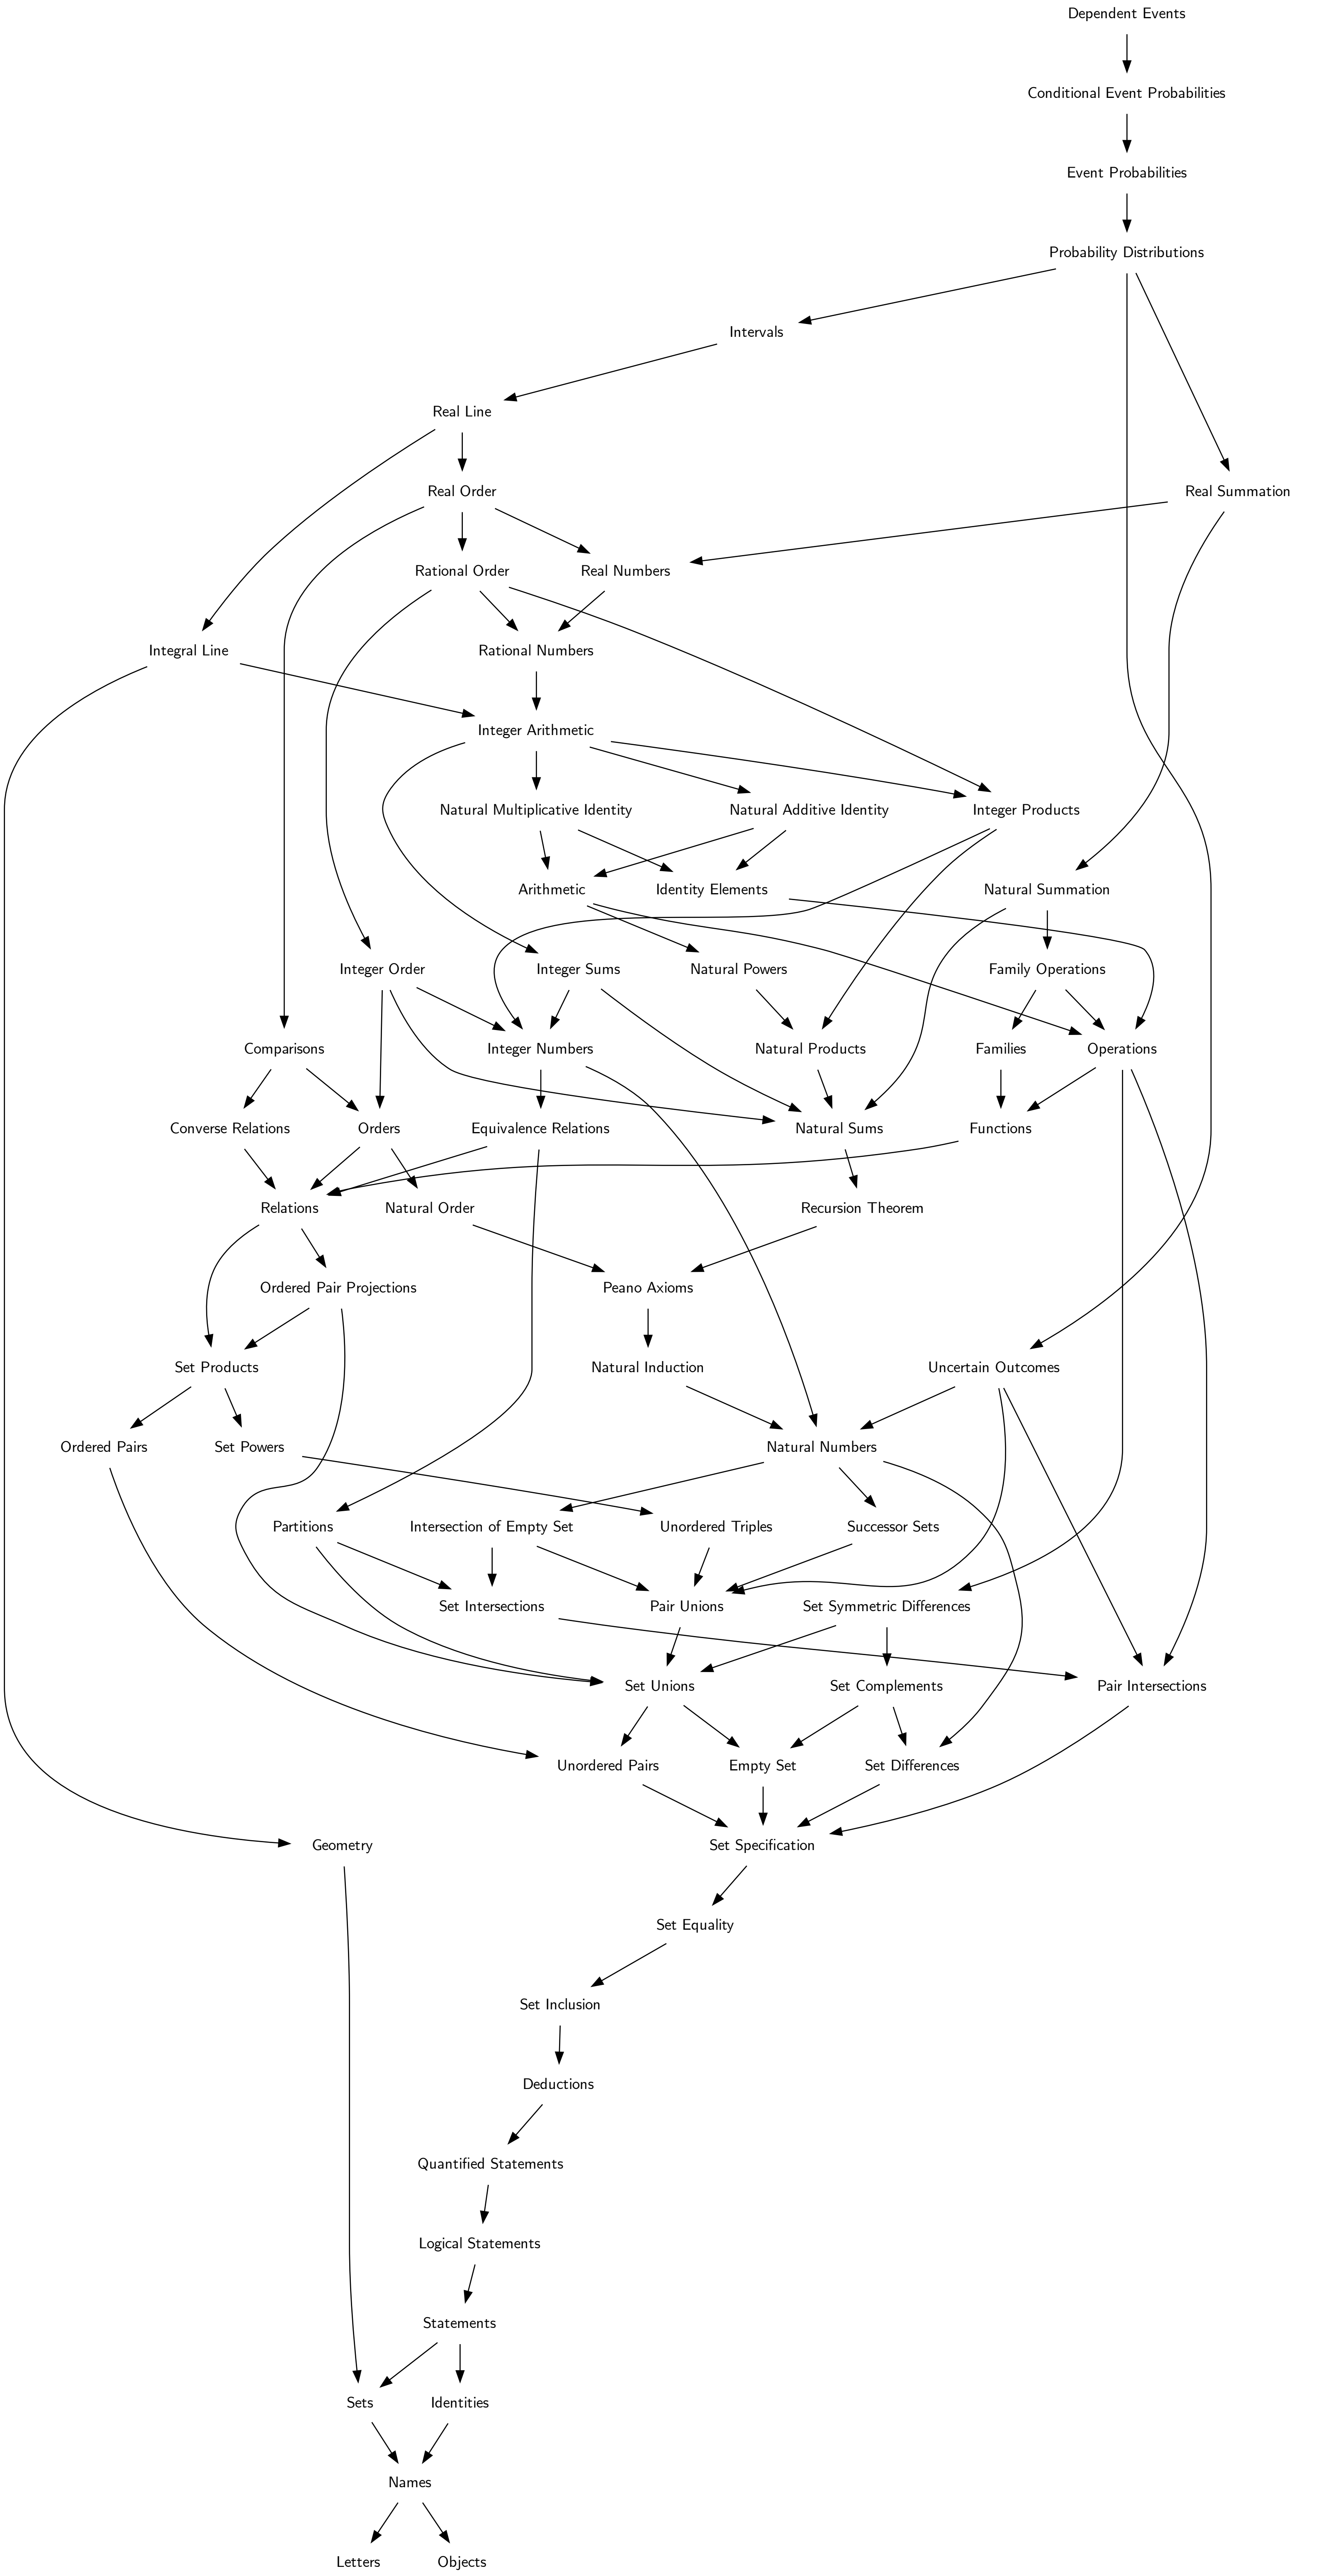 Dependent Events
Conditional Event Probabilities
Event Probabilities
Probability Distributions
Intervals
Real Line
Real Order
Real Summation
Rational Order
Real Numbers
Integral Line
Rational Numbers
Integer Arithmetic
Natural Multiplicative Identity
Natural Additive Identity
Integer Products
Arithmetic
Identity Elements
Natural Summation
Integer Order
Integer Sums
Natural Powers
Family Operations
Comparisons
Integer Numbers
Natural Products
Families
Operations
Converse Relations
Orders
Equivalence Relations
Natural Sums
Functions
Relations
Natural Order
Recursion Theorem
Ordered Pair Projections
Peano Axioms
Set Products
Natural Induction
Uncertain Outcomes
Ordered Pairs
Set Powers
Natural Numbers
Partitions
Intersection of Empty Set
Unordered Triples
Successor Sets
Set Intersections
Pair Unions
Set Symmetric Differences
Set Unions
Set Complements
Pair Intersections
Unordered Pairs
Empty Set
Set Differences
Geometry
Set Specification
Set Equality
Set Inclusion
Deductions
Quantified Statements
Logical Statements
Statements
Sets
Identities
Names
Letters
Objects